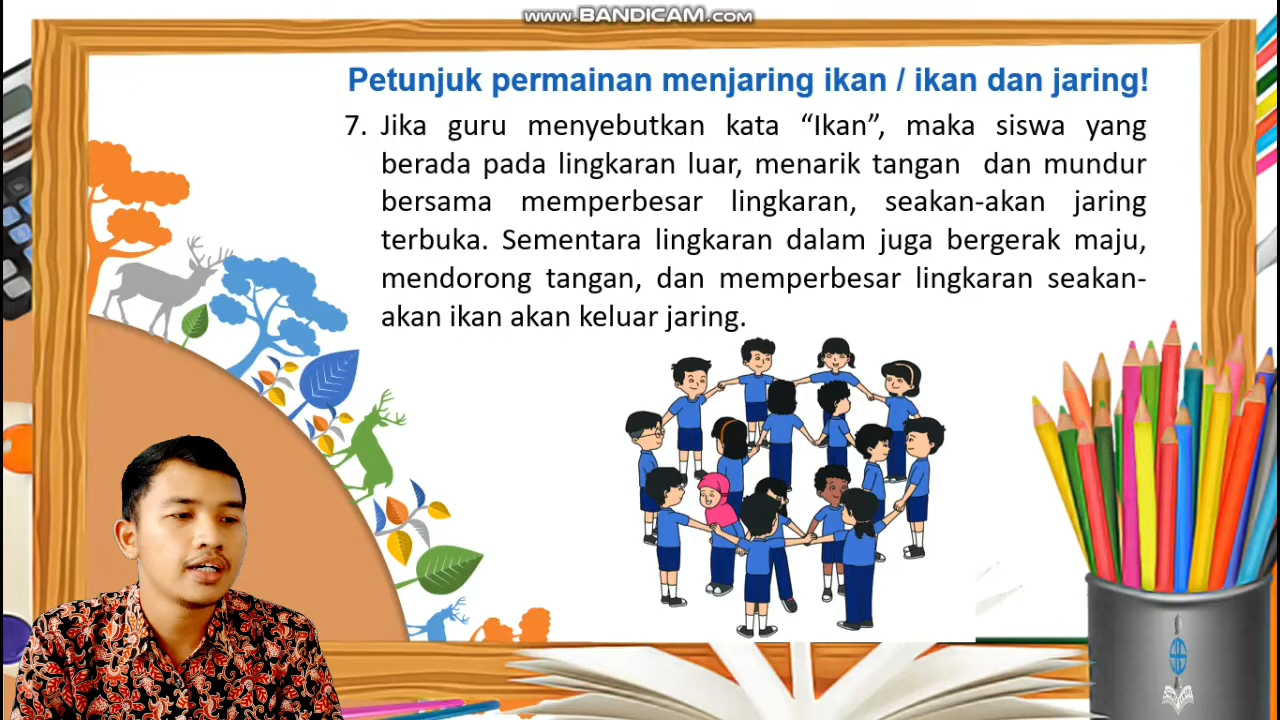 www.BANDICAM.com
Petunjuk permainan menjaring ikan / ikan dan jaring!
7. Jika guru menyebutkan kata “Ikan”, maka siswa yang
berada pada lingkaran luar, menarik tangan dan mundur
bersama memperbesar lingkaran, seakan-akan jaring
terbuka. Sementara lingkaran dalam juga bergerak maju,
mendorong tangan, dan memperbesar lingkaran seakan-
akan ikan akan keluar jaring.